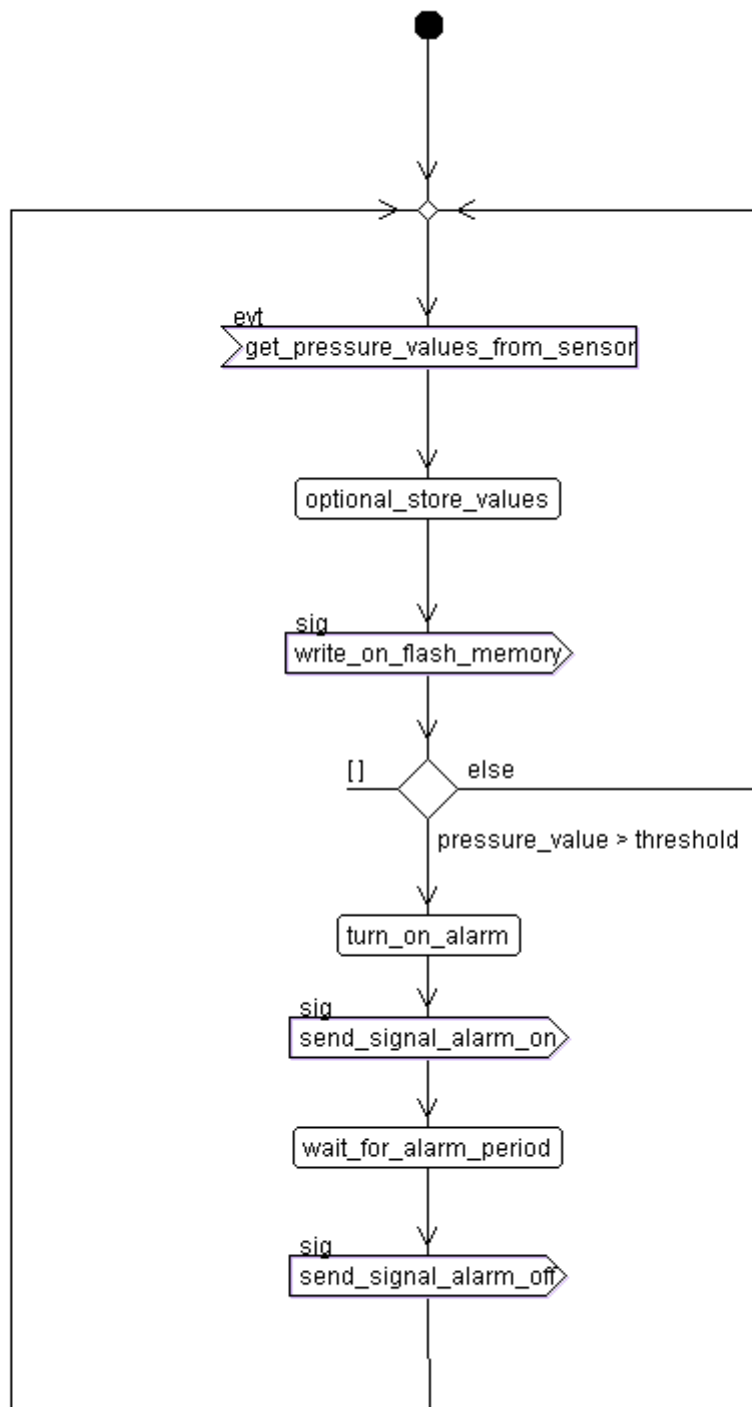 evt
get_pressure_values_from_sensor
optional_store_values
sig
write_on_flash_memory
[ ]
else
pressure_value > threshold
turn_on_alarm
sig
send_signal_alarm_on
wait_for_alarm_period
sig
send_signal_alarm_off